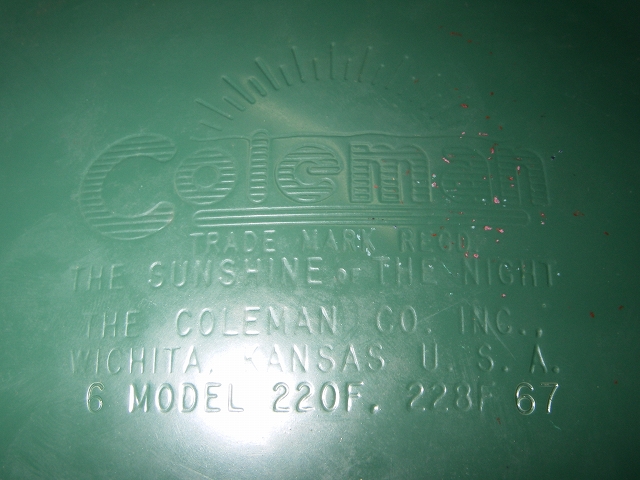 Coleman
TRADE MARK REGD.
THE SUNSHINE OF THE NIGHT
THE COLEMAN CO. INC.,
WICHITA, KANSAS U. S. A.
6 MODEL 220F, 228F 67